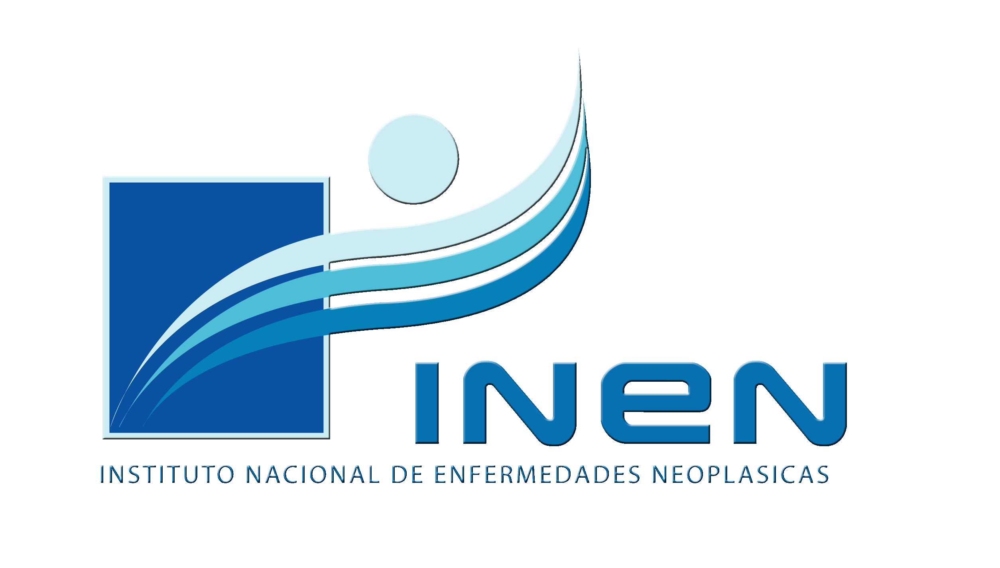 INeN
INSTITUTO NACIONAL DE ENFERMEDADES NEOPLASICAS